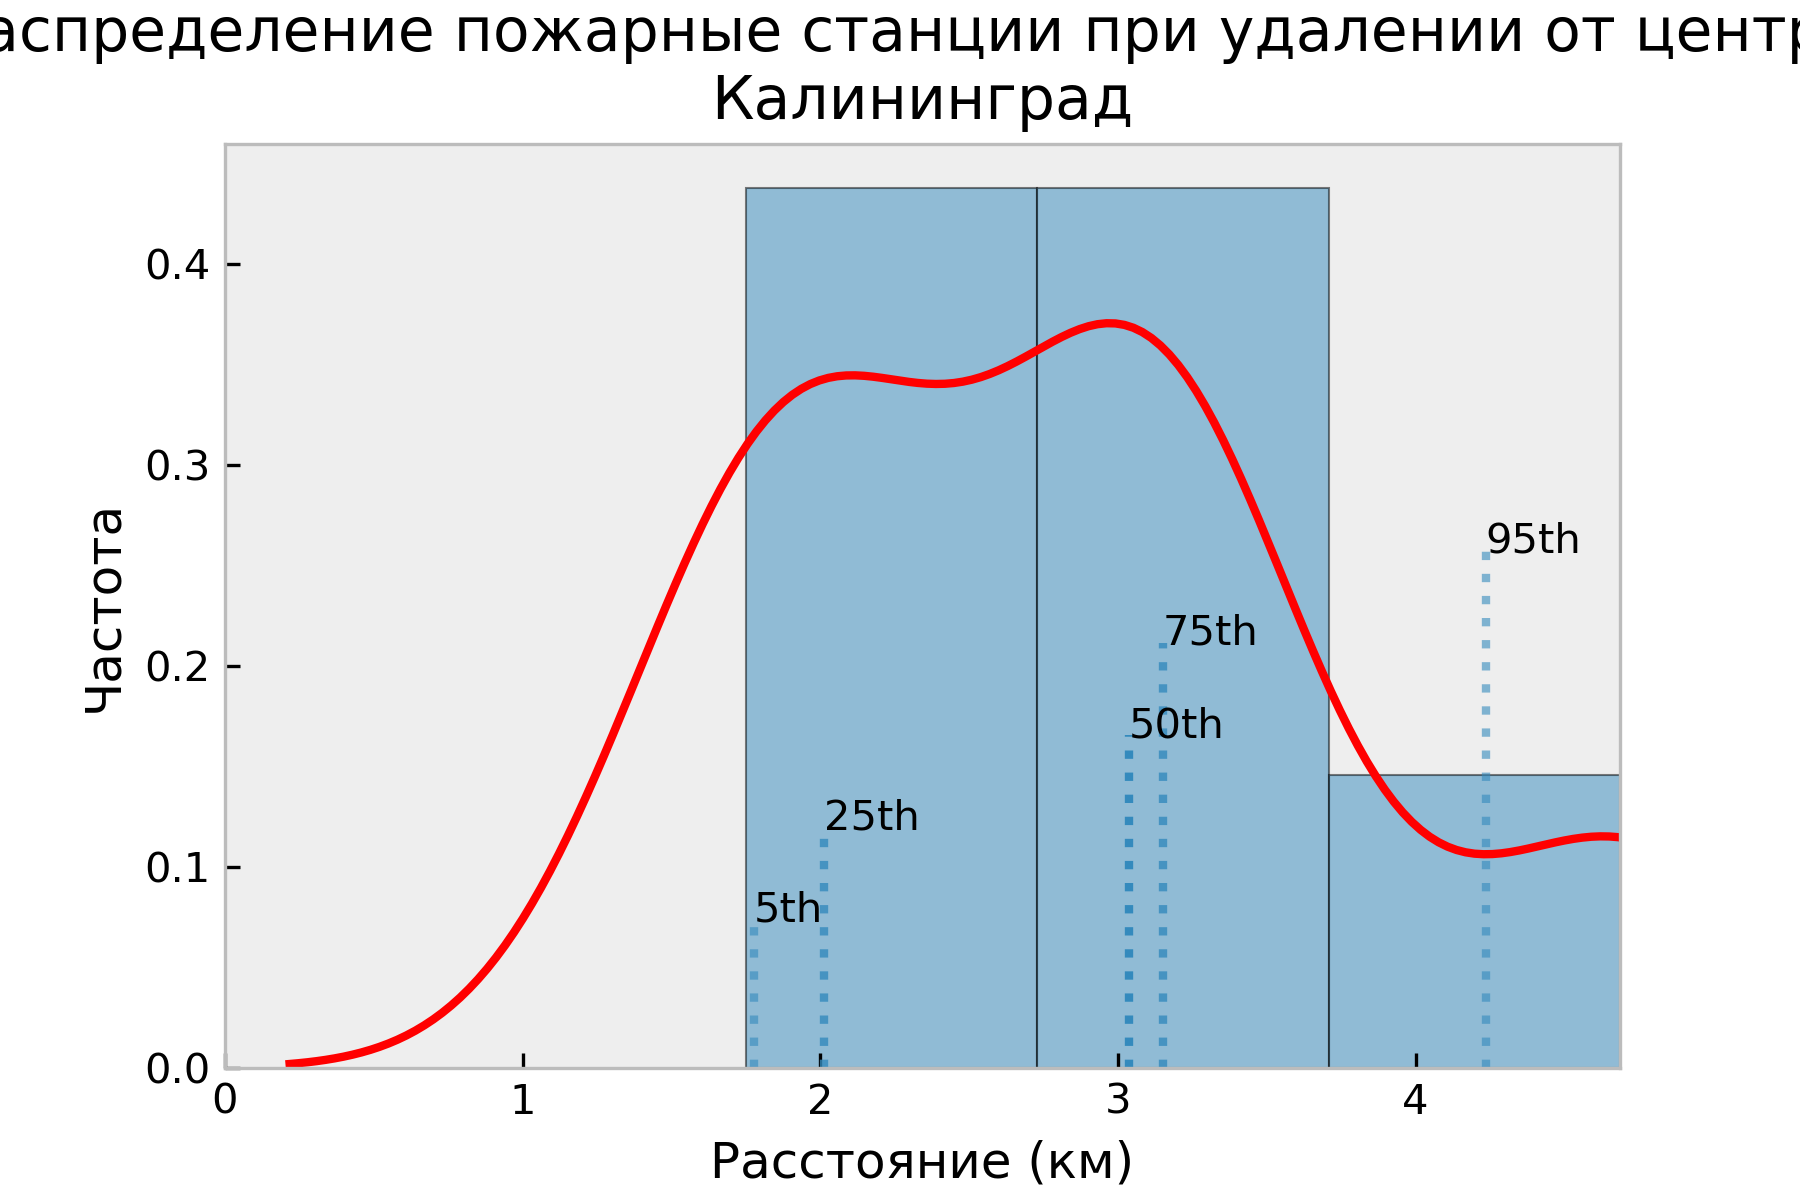 аспределение пожарные станции при удалении от цент
Калининград
Частота
0.4
0.3
0.2
0.1
0.0
95th
75th
50th
25th
5th
0
1
2
3
4
Расстояние (км)